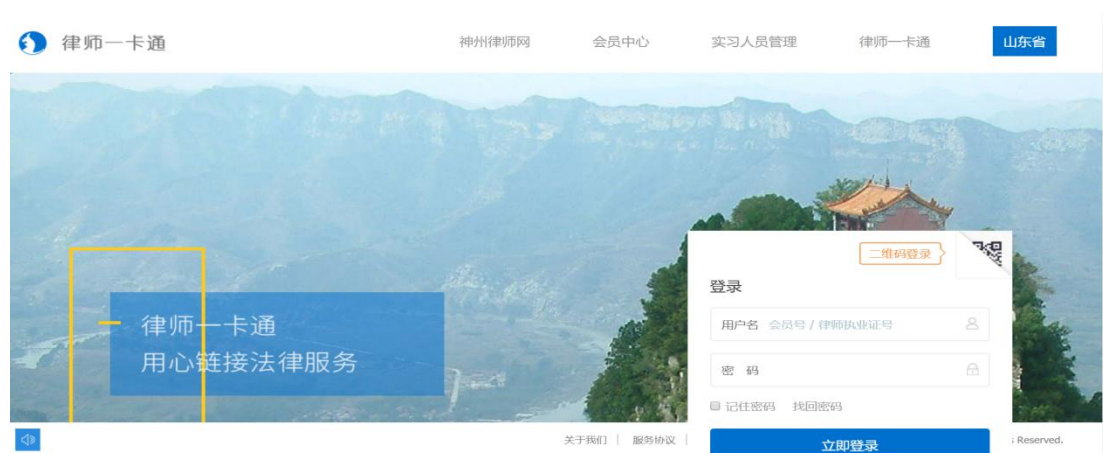 律师一卡通
神州律师网 会员中心 实习人员管理 律师一卡通 山东省
二维码登录
登录
律师一卡通
用心链接法律服务
用户名 会员号 / 律师执业证号
密 码
记住密码 找回密码
立即登录
关于我们 | 服务协议 |
s Reserved.